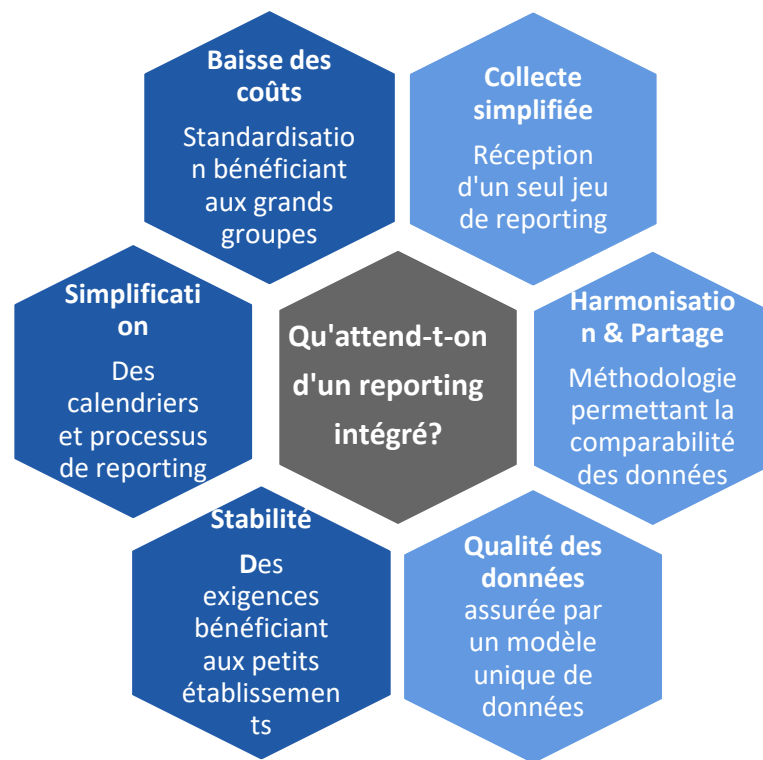 Baisse des
coûts
Standardisatio
n bénéficiant
aux grands
groupes
Collecte
simplifiée
Réception
d'un seul jeu
de reporting
Simplificati
on
Des
calendriers
et processus
de reporting
Qu'attend-t-on
d'un reporting
intégré?
Harmonisatio
n & Partage
Méthodologie
permettant la
comparabilité
des données
Stabilité
Des
exigences
bénéficiant
aux petits
établissemen
ts
Qualité des
données
assurée par
un modèle
unique de
données